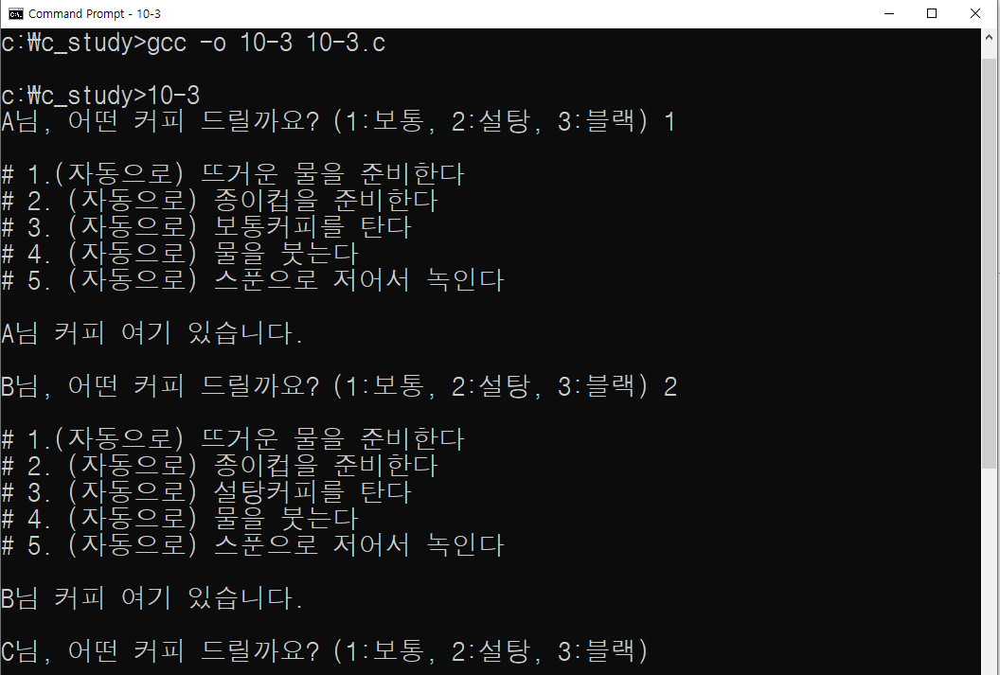 Command Prompt - 10-3
c:₩c_study>gcc -o 10-3 10-3.c
c:₩c_study>10-3
A님, 어떤 커피 드릴까요? (1:보통, 2:설탕, 3:블랙) 1
# 1.(자동으로) 뜨거운 물을 준비한다
# 2. (자동으로) 종이컵을 준비한다
# 3. (자동으로) 보통커피를 탄다
# 4. (자동으로) 물을 붓는다
# 5. (자동으로) 스푼으로 저어서 녹인다
A님 커피 여기 있습니다.
B님, 어떤 커피 드릴까요? (1:보통, 2:설탕, 3:블랙) 2
# 1.(자동으로) 뜨거운 물을 준비한다
# 2. (자동으로) 종이컵을 준비한다
# 3. (자동으로) 설탕커피를 탄다
# 4. (자동으로) 물을 붓는다
# 5. (자동으로) 스푼으로 저어서 녹인다
B님 커피 여기 있습니다.
C님, 어떤 커피 드릴까요? (1:보통, 2:설탕, 3:블랙)